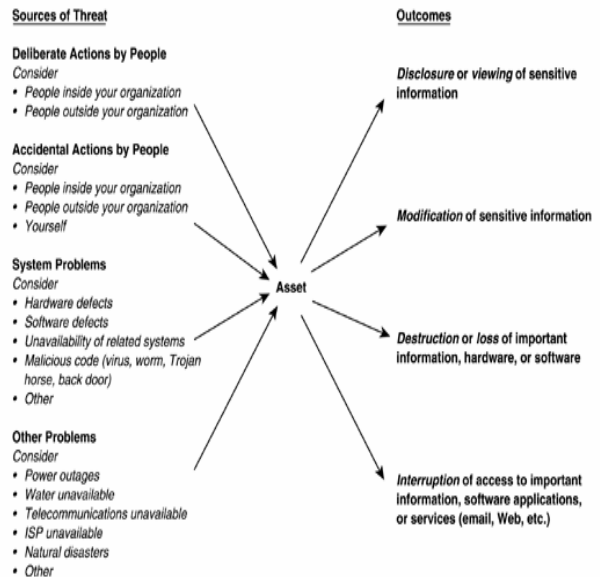 Sources of Threat
Deliberate Actions by People
Consider
• People inside your organization
• People outside your organization
Accidental Actions by People
Consider
• People inside your organization
• People outside your organization
• Yourself
System Problems
Consider
• Hardware defects
• Software defects
• Unavailability of related systems
• Malicious code (virus, worm, Trojan
horse, back door)
• Other
Other Problems
Consider
• Power outages
• Water unavailable
• Telecommunications unavailable
• ISP unavailable
• Natural disasters
• Other
Asset
Outcomes
Disclosure or viewing of sensitive
information
Modification of sensitive information
Destruction or loss of important
information, hardware, or software
Interruption of access to important
information, software applications,
or services (email, Web, etc.)